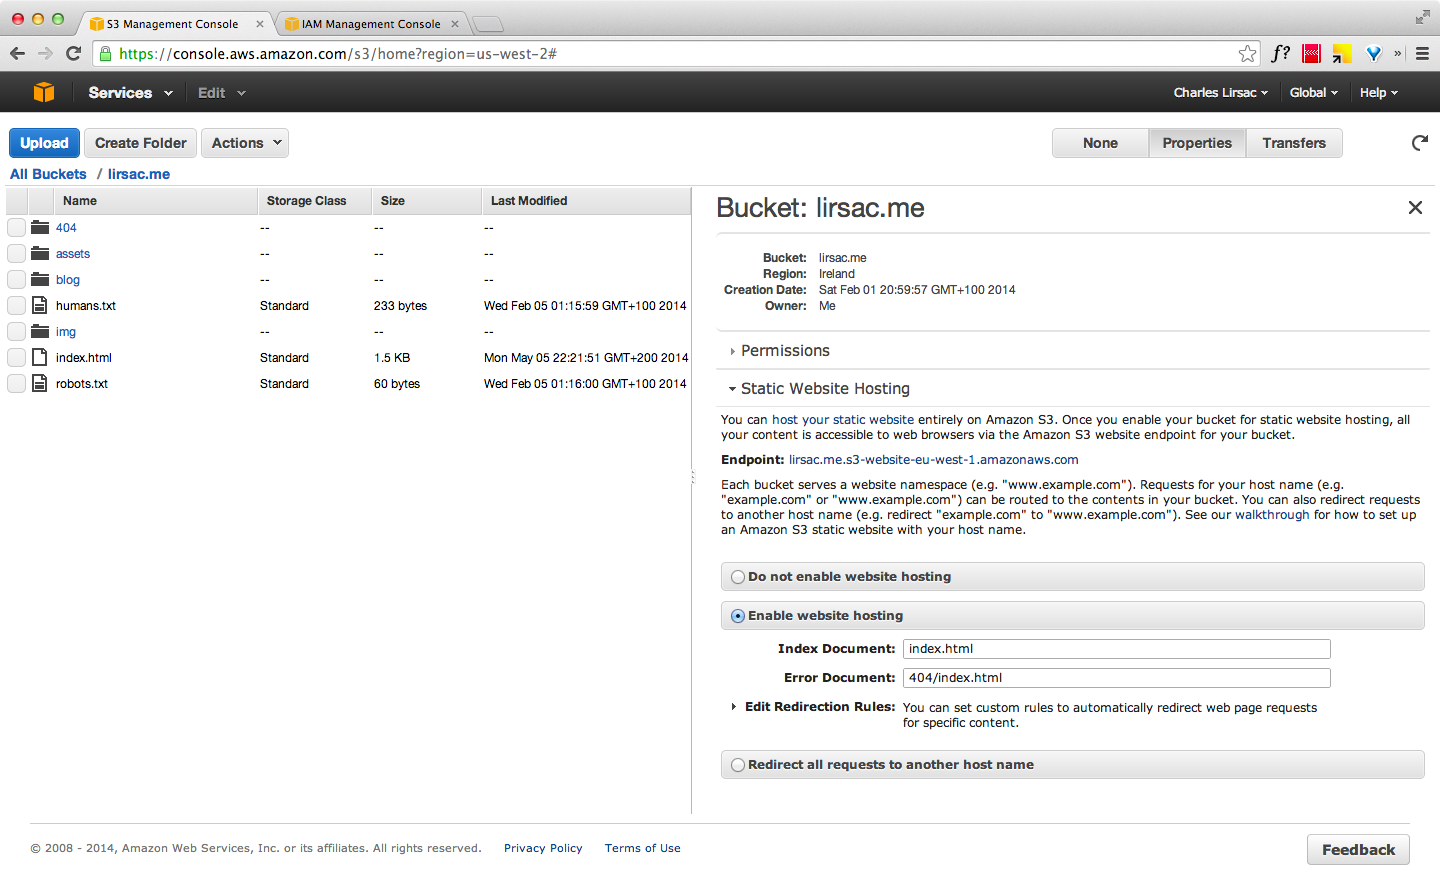 S3 Management Console
IAM Management Console
https://console.aws.amazon.com/s3/home?region=us-west-2#
f?
»
Services
Edit
Charles Lirsac
Global
Help
Upload
Create Folder
Actions
None
Properties
Transfers
All Buckets / lirsac.me
Name
Storage Class
Size
Last Modified
404
--
--
--
assets
--
--
--
blog
--
--
--
humans.txt
Standard
233 bytes
Wed Feb 05 01:15:59 GMT+100 2014
img
--
--
--
index.html
Standard
1.5 KB
Mon May 05 22:21:51 GMT+200 2014
robots.txt
Standard
60 bytes
Wed Feb 05 01:16:00 GMT+100 2014
Bucket: lirsac.me
Bucket: lirsac.me
Region: Ireland
Creation Date: Sat Feb 01 20:59:57 GMT+100 2014
Owner: Me
Permissions
Static Website Hosting
You can host your static website entirely on Amazon S3. Once you enable your bucket for static website hosting, all
your content is accessible to web browsers via the Amazon S3 website endpoint for your bucket.
Endpoint: lirsac.me.s3-website-eu-west-1.amazonaws.com
Each bucket serves a website namespace (e.g. "www.example.com"). Requests for your host name (e.g.
"example.com" or "www.example.com") can be routed to the contents in your bucket. You can also redirect requests
to another host name (e.g. redirect "example.com" to "www.example.com"). See our walkthrough for how to set up
an Amazon S3 static website with your host name.
Do not enable website hosting
Enable website hosting
Index Document: index.html
Error Document: 404/index.html
Edit Redirection Rules: You can set custom rules to automatically redirect web page requests
for specific content.
Redirect all requests to another host name
© 2008 - 2014, Amazon Web Services, Inc. or its affiliates. All rights reserved.
Privacy Policy
Terms of Use
Feedback